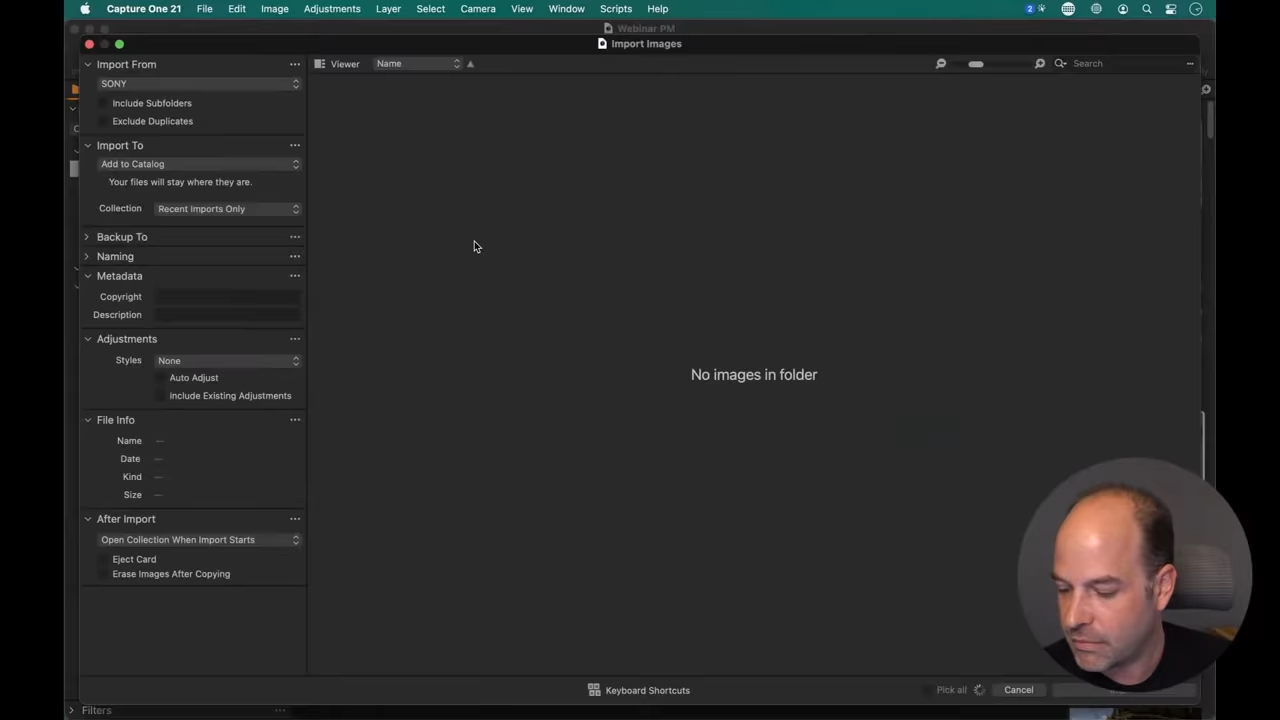 Capture One 21 File Edit Image Adjustments Layer Select Camera View Window Scripts Help 2
Webinar PM
Import Images
Import From
Viewer Name Search
SONY
Include Subfolders
Exclude Duplicates
Import To
Add to Catalog
Your files will stay where they are.
Collection Recent Imports Only
Backup To
Naming
Metadata
Copyright
Description
Adjustments
Styles None
Auto Adjust
Include Existing Adjustments
No images in folder
File Info
Name —
Date —
Kind —
Size —
After Import
Open Collection When Import Starts
Eject Card
Erase Images After Copying
Keyboard Shortcuts Pick all Cancel
Filters